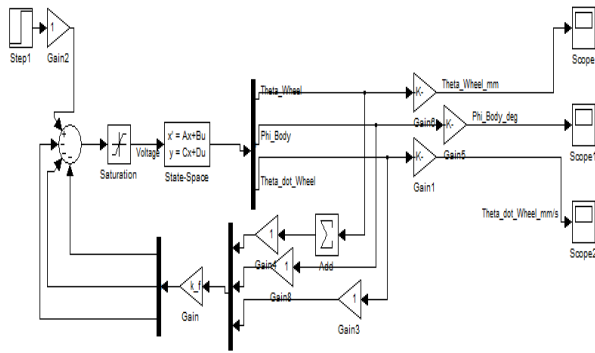 1
Step1
Gain2
Saturation
Voltage
x' = Ax+Bu
y = Cx+Du
State-Space
Theta_Wheel
Phi_Body
Theta_dot_Wheel
K-
Theta_Wheel_mm
Gain6
K-
Phi_Body_deg
Gain5
K-
Gain1
Theta_dot_Wheel_mm/s
Scope
Scope1
Scope2
1
Gain4
Add
1
Gain8
1
Gain3
k_f
Gain